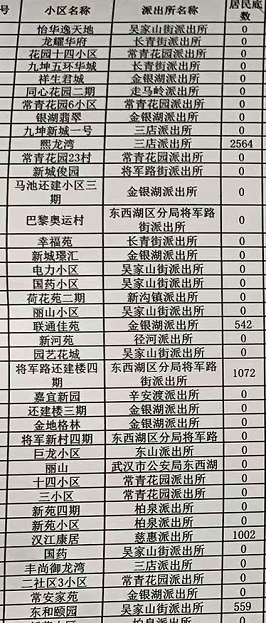 号 小区名称 派出所名称 居民底数
怡华逸天地 吴家山街派出所 0
龙耀华府 长青街派出所 0
花园十四小区 常青花园派出所 0
九坤五环华城 长青街派出所 0
祥生君城 金银湖派出所 0
同心花园二期 走马岭派出所 0
常青花园6小区 常青花园派出所 0
银湖翡翠 金银湖派出所 0
九坤新城一号 三店派出所 0
熙龙湾 三店派出所 2564
常青花园23村 常青花园派出所 0
新城俊园 将军路街派出所 0
马池还建小区三期 金银湖派出所 0
巴黎奥运村 东西湖区分局将军路街派出所 0
幸福苑 长青街派出所 0
新城璟汇 金银湖派出所 0
电力小区 吴家山街派出所 0
国药小区 吴家山街派出所 0
荷花苑二期 新沟镇派出所 0
丽山小区 吴家山街派出所 0
联通佳苑 金银湖派出所 542
新河苑 径河派出所 0
园艺花城 吴家山街派出所 0
将军路还建楼四期 东西湖区分局将军路街派出所 1072
嘉宜新园 辛安渡派出所 0
还建楼三期 金银湖派出所 0
金地格林 金银湖派出所 0
将军新村四期 东西湖区分局将军路 0
巨龙小区 东山派出所 0
丽山 武汉市公安局东西湖 0
十四小区 常青花园派出所 0
三小区 常青花园派出所 0
新苑四期 柏泉派出所 0
新苑小区 柏泉派出所 0
汉江康居 慈惠派出所 1002
国药 吴家山街派出所 0
丰尚御龙湾 三店派出所 0
二社区3小区 常青花园派出所 0
常安家苑 金银湖派出所 0
东和颐园 吴家山街派出所 559
柏泉派出所